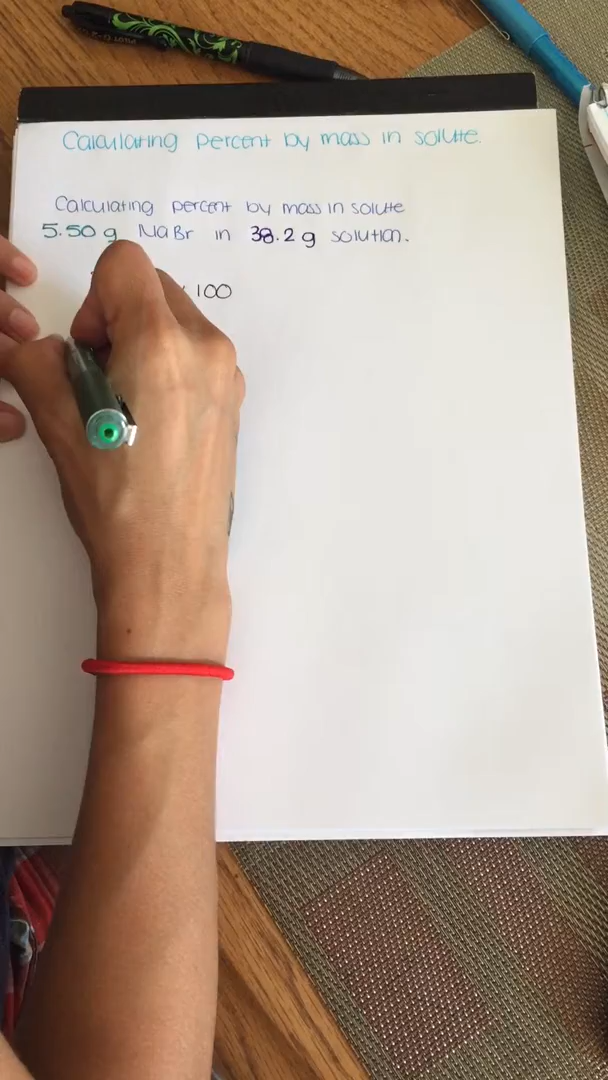 Calculating percent by mass in solute.
Calculating percent by mass in solute
5.50 g NaBr in 38.2 g solution.
100